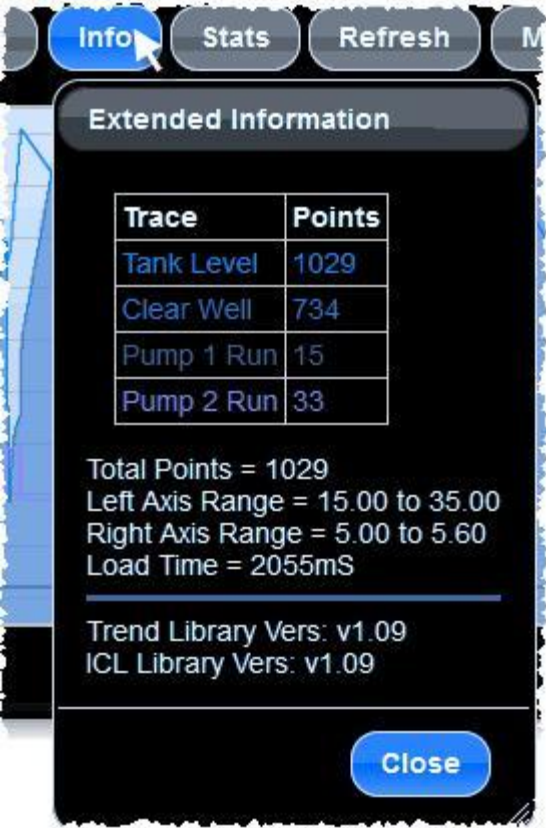 Info
Stats
Refresh
M
Extended Information
Trace Points
Tank Level 1029
Clear Well 734
Pump 1 Run 15
Pump 2 Run 33
Total Points = 1029
Left Axis Range = 15.00 to 35.00
Right Axis Range = 5.00 to 5.60
Load Time = 2055mS
Trend Library Vers: v1.09
ICL Library Vers: v1.09
Close